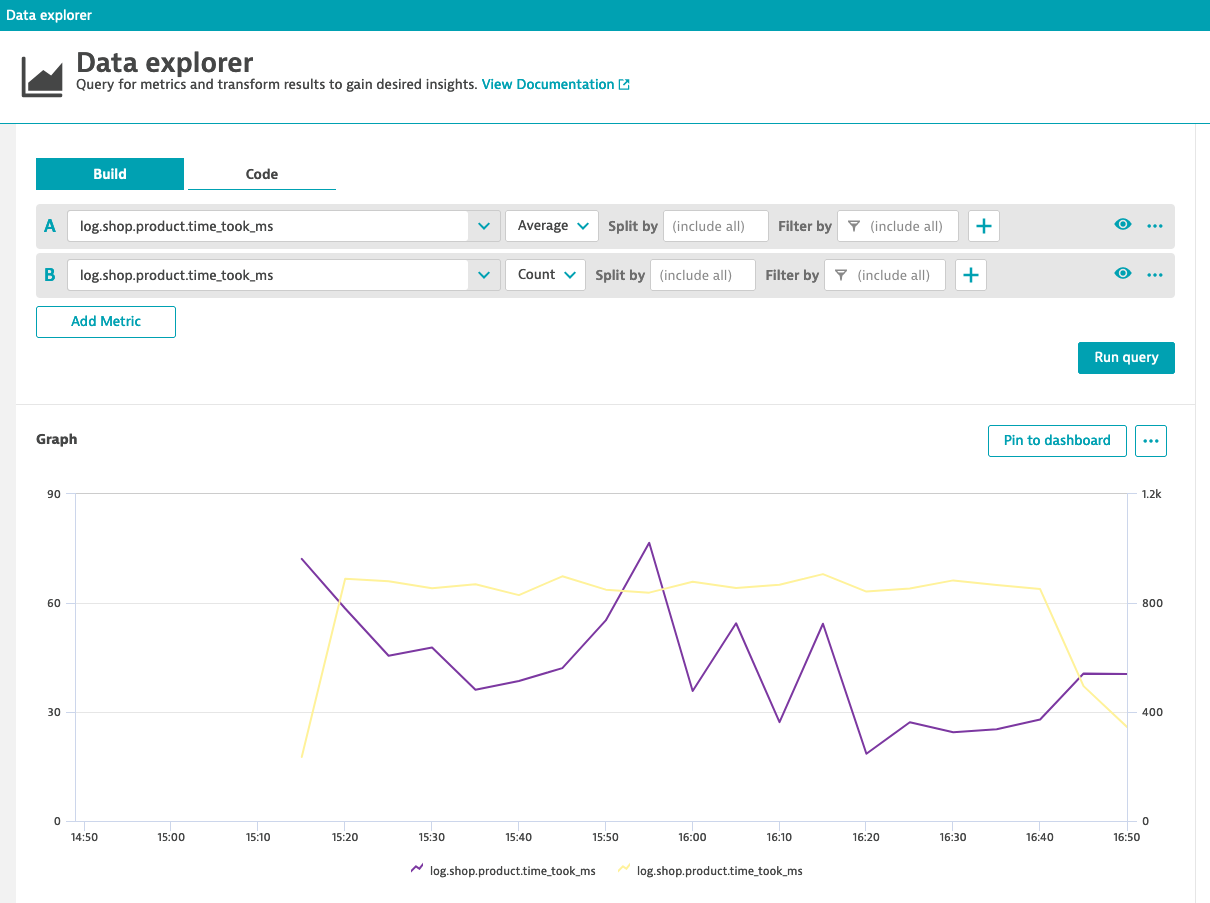 Data explorer
Data explorer
Query for metrics and transform results to gain desired insights. View Documentation
Build Code
A log.shop.product.time_took_ms Average Split by (include all) Filter by (include all)
B log.shop.product.time_took_ms Count Split by (include all) Filter by (include all)
Add Metric
Run query
Graph Pin to dashboard
90 1.2k
60 800
30 400
0 0
14:50 15:00 15:10 15:20 15:30 15:40 15:50 16:00 16:10 16:20 16:30 16:40 16:50
log.shop.product.time_took_ms log.shop.product.time_took_ms